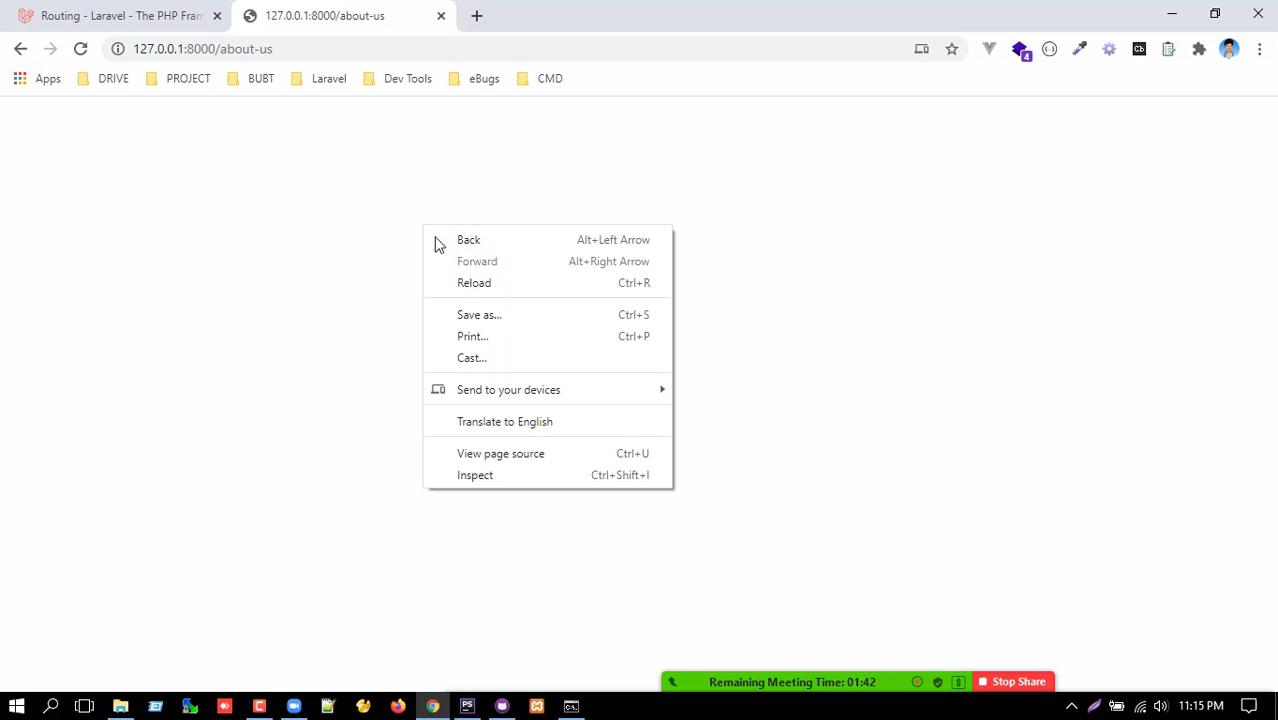 Routing - Laravel - The PHP Fram
127.0.0.1:8000/about-us
127.0.0.1:8000/about-us
4
Cb
Apps
DRIVE
PROJECT
BUBT
Laravel
Dev Tools
eBugs
CMD
Back Alt+Left Arrow
Forward Alt+Right Arrow
Reload Ctrl+R
Save as... Ctrl+S
Print... Ctrl+P
Cast...
Send to your devices
Translate to English
View page source Ctrl+U
Inspect Ctrl+Shift+I
Remaining Meeting Time: 01:42
Stop Share
11:15 PM